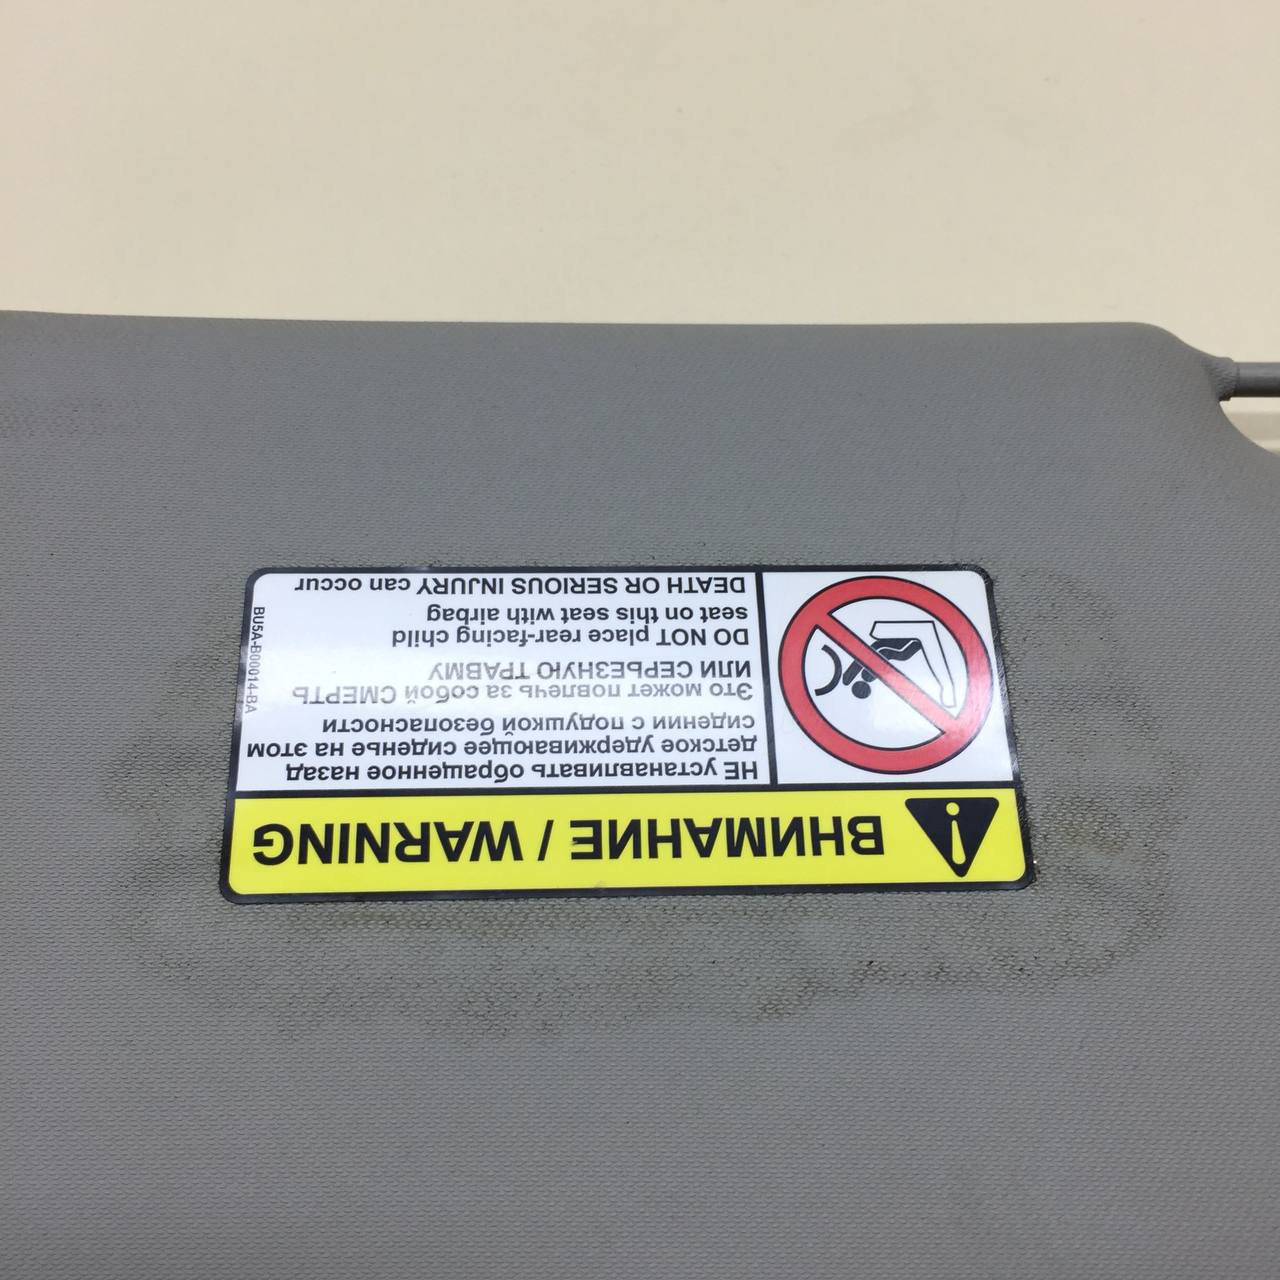 ВНИМАНИЕ / WARNING
НЕ устанавливать обращенное назад
детское удерживающее сиденье на этом
сидении с подушкой безопасности
Это может повлечь за собой СМЕРТЬ
ИЛИ СЕРЬЕЗНУЮ ТРАВМУ
DO NOT place rear-facing child
seat on this seat with airbag
DEATH OR SERIOUS INJURY can occur
BU5A-B00014-BA